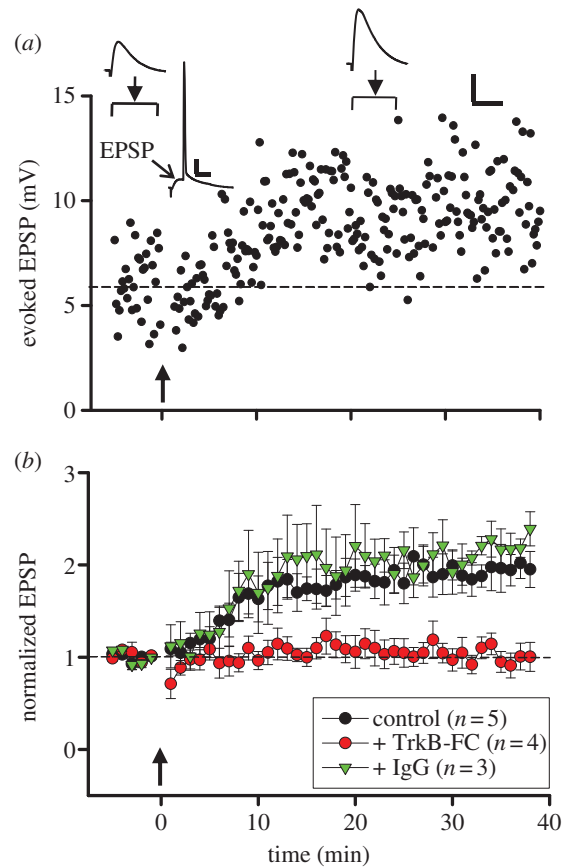 (a)
15
EPSP
10
evoked EPSP (mV)
5
0
(b)
3
2
normalized EPSP
1
0
control (n = 5)
+ TrkB-FC (n = 4)
+ IgG (n = 3)
0 10 20 30 40
time (min)